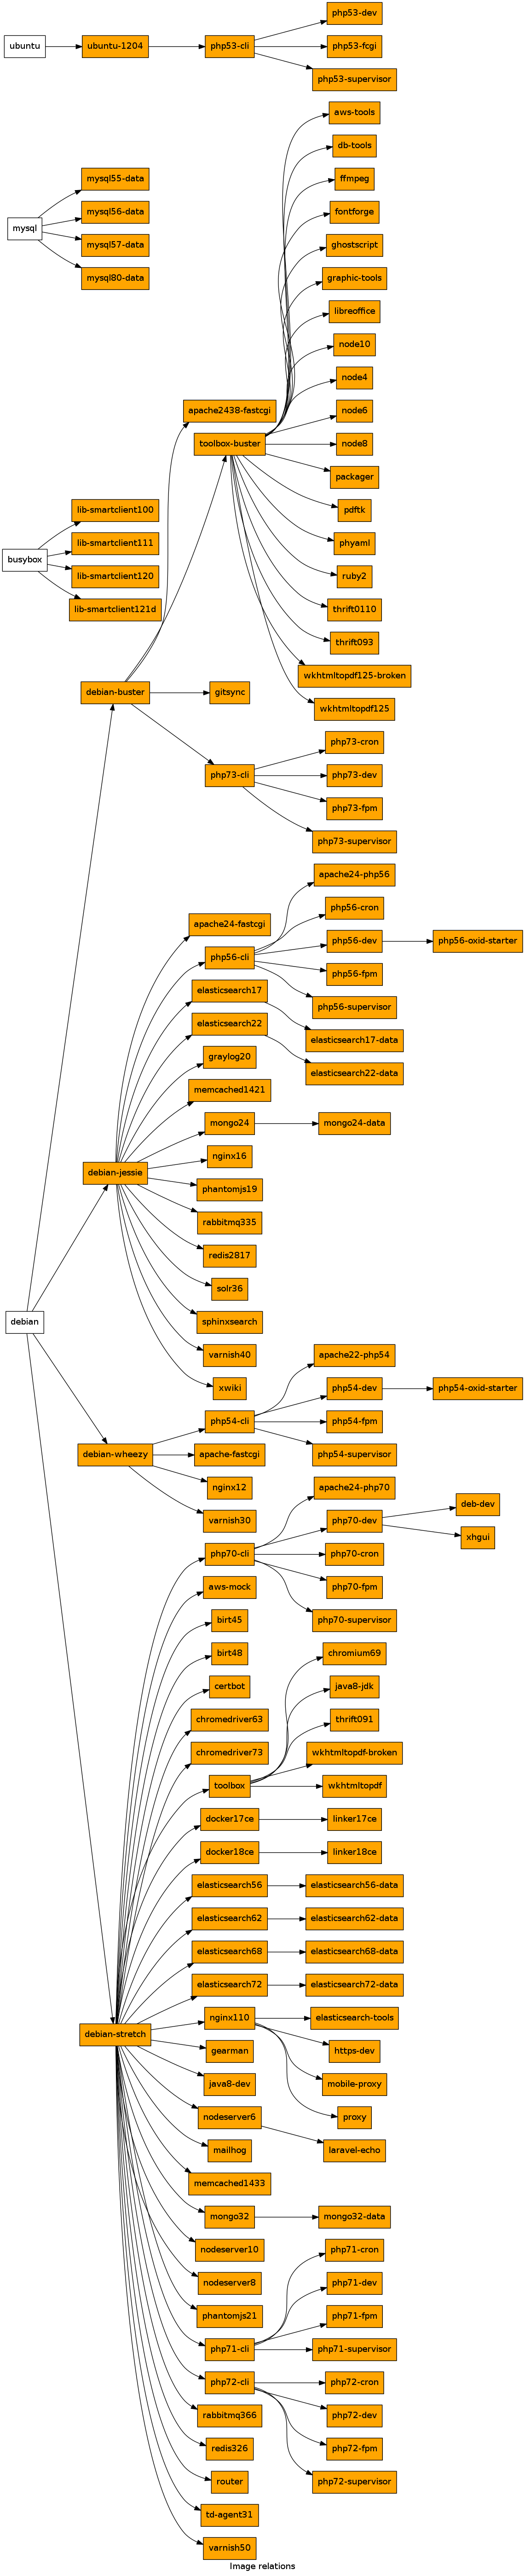 php53-dev
ubuntu
ubuntu-1204
php53-cli
php53-fcgi
php53-supervisor
aws-tools
db-tools
mysql55-data
ffmpeg
mysql56-data
fontforge
mysql
mysql57-data
ghostscript
mysql80-data
graphic-tools
libreoffice
node10
node4
apache2438-fastcgi
node6
toolbox-buster
node8
packager
lib-smartclient100
pdftk
lib-smartclient111
phyaml
busybox
lib-smartclient120
ruby2
lib-smartclient121d
thrift0110
thrift093
wkhtmltopdf125-broken
debian-buster
gitsync
wkhtmltopdf125
php73-cron
php73-cli
php73-dev
php73-fpm
php73-supervisor
apache24-php56
php56-cron
apache24-fastcgi
php56-dev
php56-oxid-starter
php56-cli
php56-fpm
elasticsearch17
php56-supervisor
elasticsearch22
elasticsearch17-data
graylog20
elasticsearch22-data
memcached1421
mongo24
mongo24-data
nginx16
debian-jessie
phantomjs19
rabbitmq335
redis2817
solr36
debian
sphinxsearch
varnish40
apache22-php54
xwiki
php54-dev
php54-oxid-starter
php54-cli
php54-fpm
debian-wheezy
apache-fastcgi
php54-supervisor
nginx12
apache24-php70
deb-dev
varnish30
php70-dev
xhgui
php70-cli
php70-cron
aws-mock
php70-fpm
birt45
php70-supervisor
birt48
chromium69
certbot
java8-jdk
chromedriver63
thrift091
chromedriver73
wkhtmltopdf-broken
toolbox
wkhtmltopdf
docker17ce
linker17ce
docker18ce
linker18ce
elasticsearch56
elasticsearch56-data
elasticsearch62
elasticsearch62-data
elasticsearch68
elasticsearch68-data
elasticsearch72
elasticsearch72-data
nginx110
elasticsearch-tools
debian-stretch
gearman
https-dev
java8-dev
mobile-proxy
nodeserver6
proxy
mailhog
laravel-echo
memcached1433
mongo32
mongo32-data
nodeserver10
php71-cron
nodeserver8
php71-dev
phantomjs21
php71-fpm
php71-cli
php71-supervisor
php72-cli
php72-cron
rabbitmq366
php72-dev
redis326
php72-fpm
router
php72-supervisor
td-agent31
varnish50
Image relations